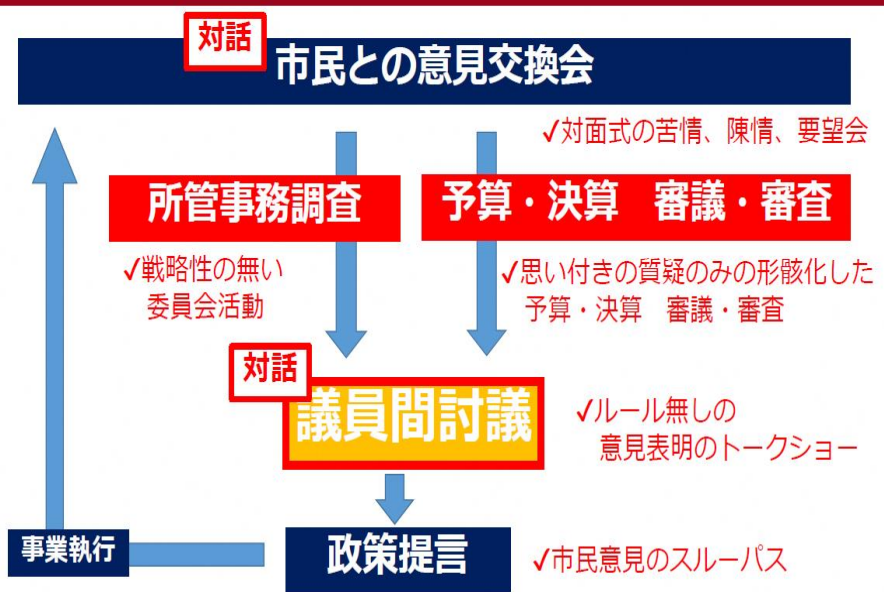 対話
市民との意見交換会
✓対面式の苦情、陳情、要望会
所管事務調査
予算・決算　審議・審査
✓戦略性の無い
委員会活動
✓思い付きの質疑のみの形骸化した
予算・決算　審議・審査
対話
議員間討議
✓ルール無しの
意見表明のトークショー
事業執行
政策提言
✓市民意見のスルーパス